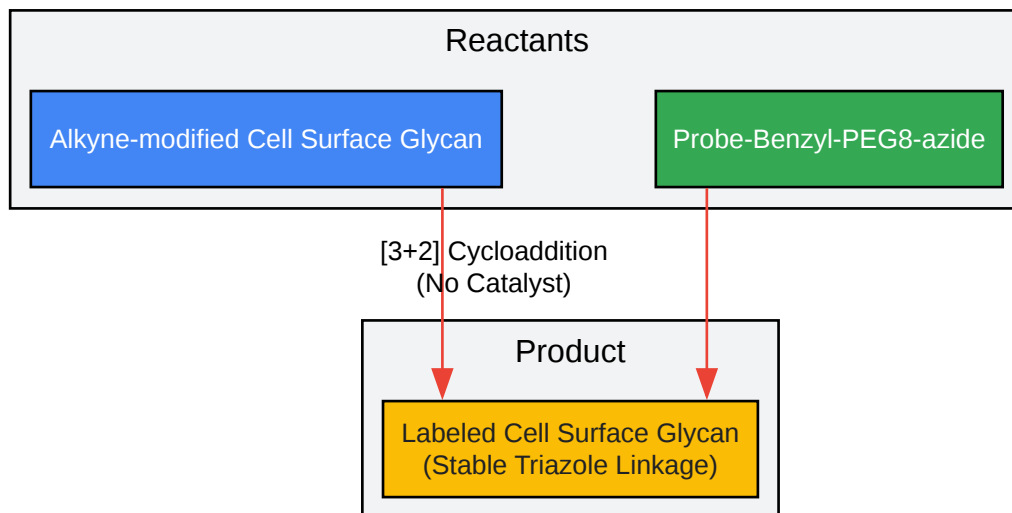 Reactants
Alkyne-modified Cell Surface Glycan
Probe-Benzyl-PEG8-azide
[3+2] Cycloaddition
(No Catalyst)
Product
Labeled Cell Surface Glycan
(Stable Triazole Linkage)